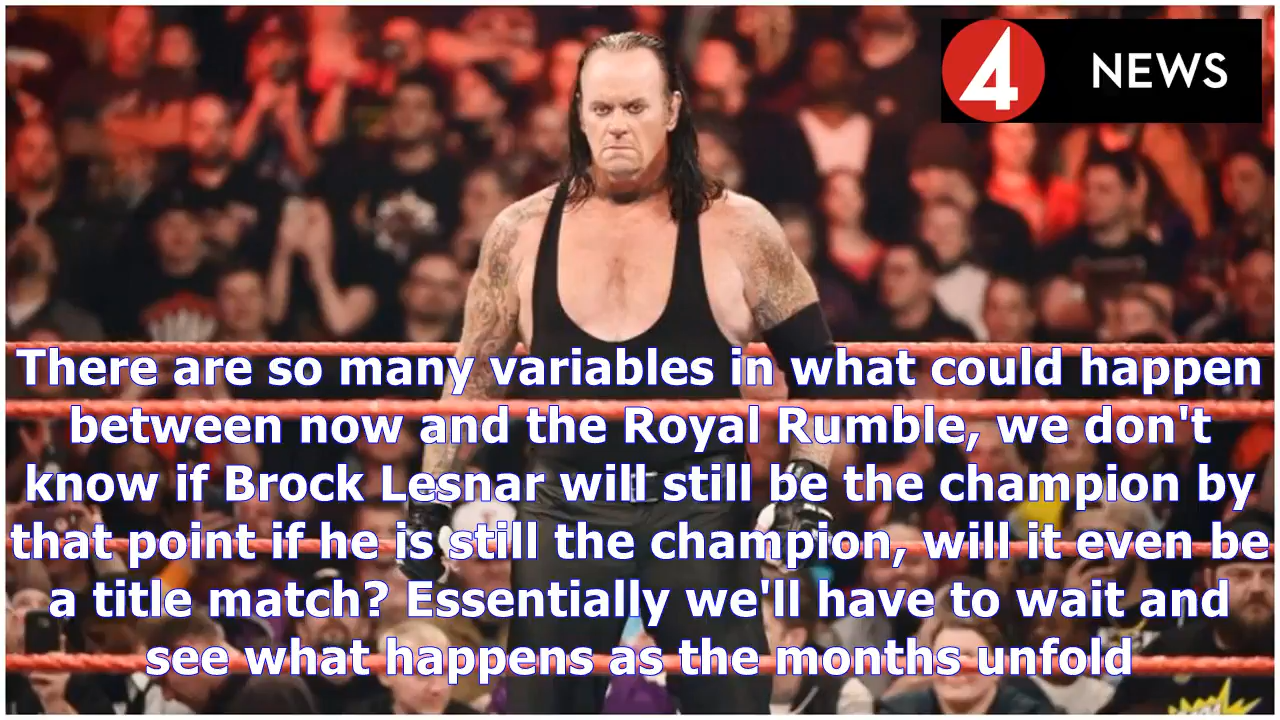 4 NEWS
There are so many variables in what could happen
between now and the Royal Rumble, we don't
know if Brock Lesnar will still be the champion by
that point if he is still the champion, will it even be
a title match? Essentially we'll have to wait and
see what happens as the months unfold